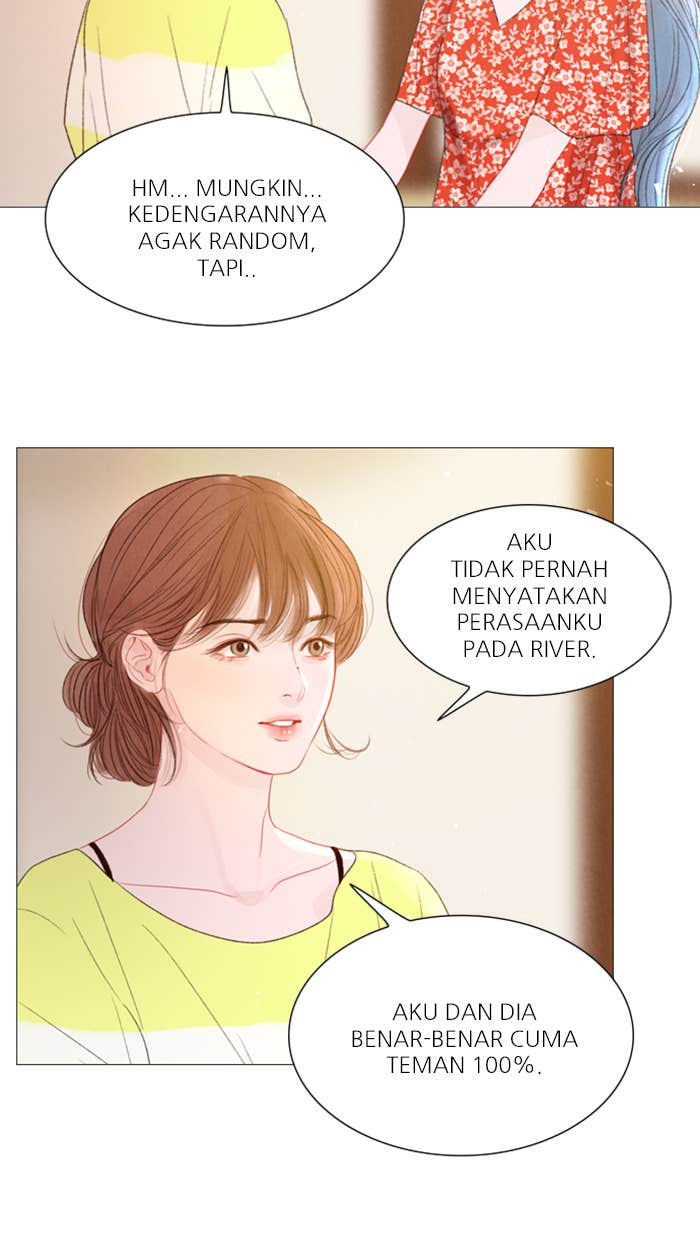 HM... MUNGKIN...
KEDENGARANNYA
AGAK RANDOM,
TAPI..
AKU
TIDAK PERNAH
MENYATAKAN
PERASAANKU
PADA RIVER.
AKU DAN DIA
BENAR-BENAR CUMA
TEMAN 100%.